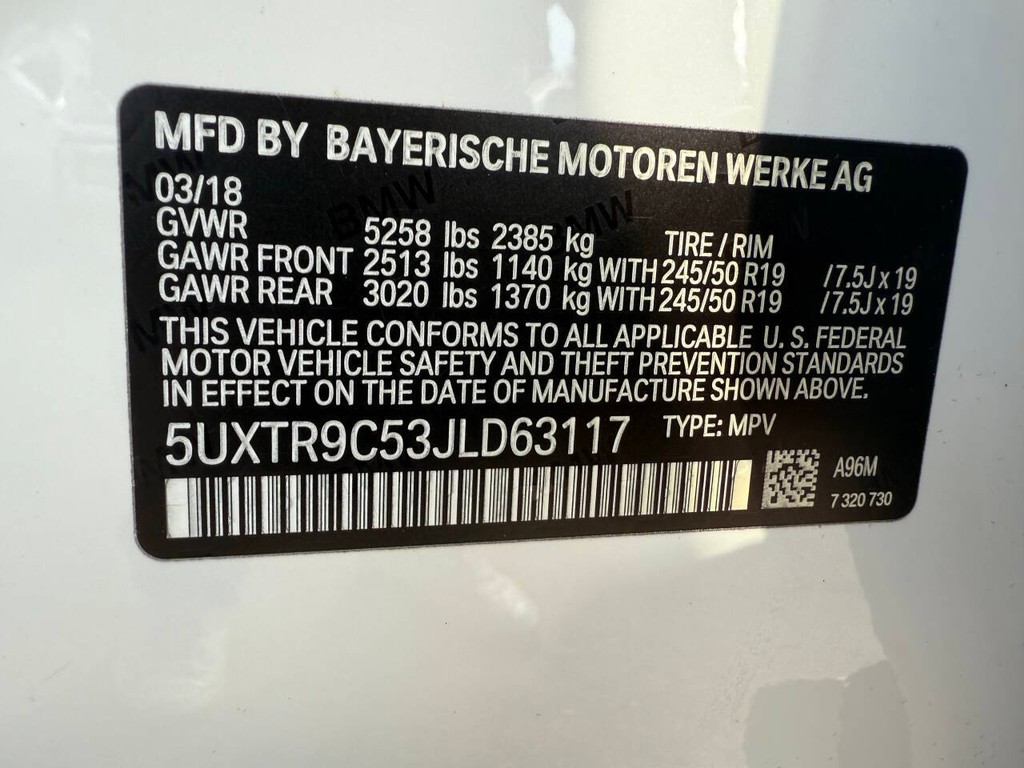 MFD BY BAYERISCHE MOTOREN WERKE AG
03/18
GVWR 5258 lbs 2385 kg TIRE / RIM
GAWR FRONT 2513 lbs 1140 kg WITH 245/50 R19 /7.5J x 19
GAWR REAR 3020 lbs 1370 kg WITH 245/50 R19 /7.5J x 19
THIS VEHICLE CONFORMS TO ALL APPLICABLE U. S. FEDERAL
MOTOR VEHICLE SAFETY AND THEFT PREVENTION STANDARDS
IN EFFECT ON THE DATE OF MANUFACTURE SHOWN ABOVE.
5UXTR9C53JLD63117 TYPE: MPV
A96M
7 320 730